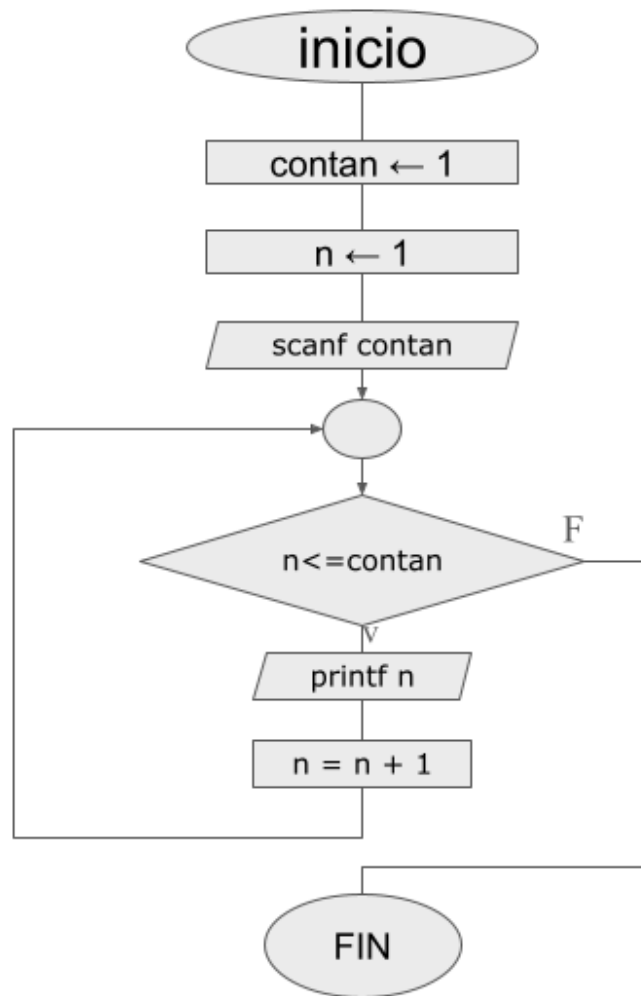 inicio
contan ← 1
n ← 1
scanf contan
F
n<=contan
v
printf n
n = n + 1
FIN